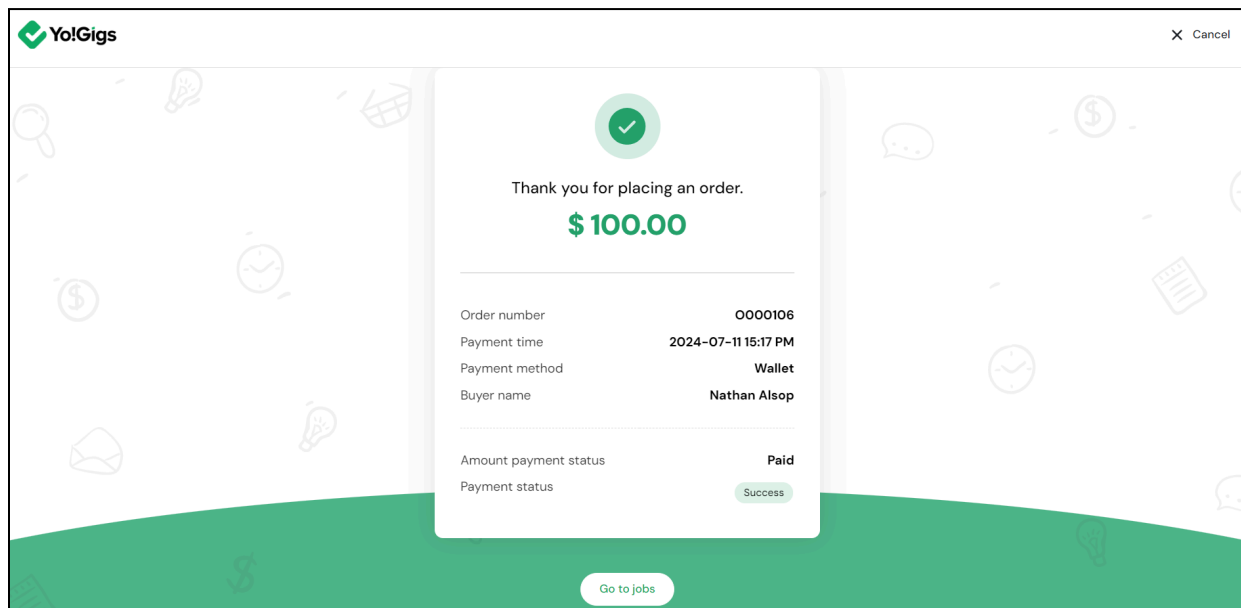 Yo!Gigs
Cancel
Thank you for placing an order.
$ 100.00
Order number O000106
Payment time 2024-07-11 15:17 PM
Payment method Wallet
Buyer name Nathan Alsop
Amount payment status Paid
Payment status Success
Go to jobs